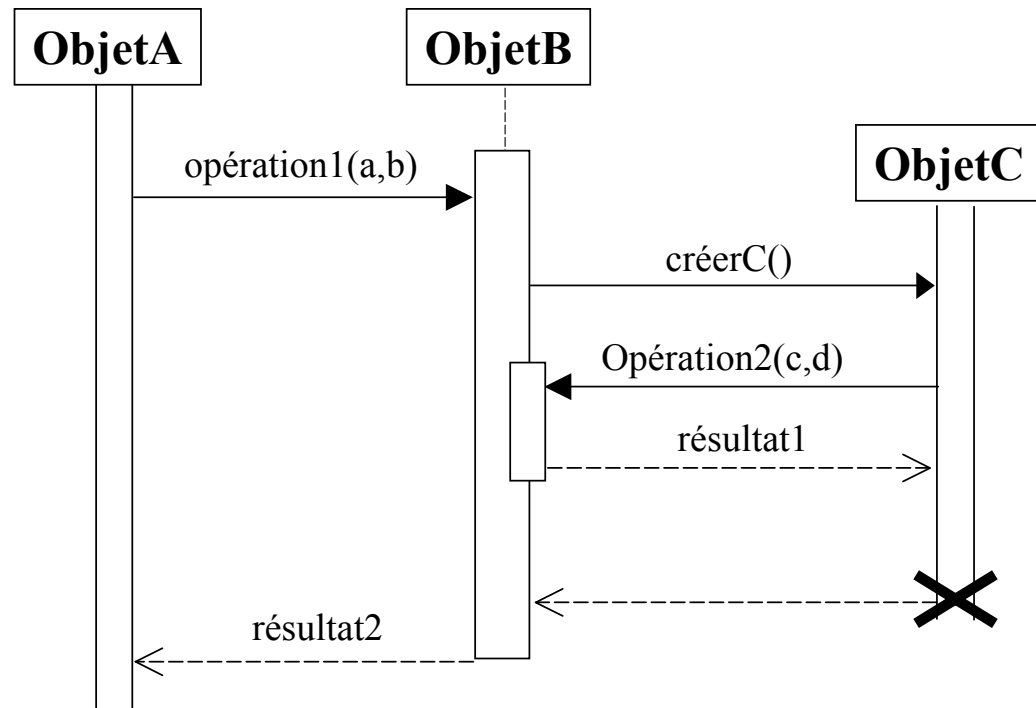 ObjetA
ObjetB
ObjetC
opération1(a,b)
créerC()
Opération2(c,d)
résultat1
résultat2